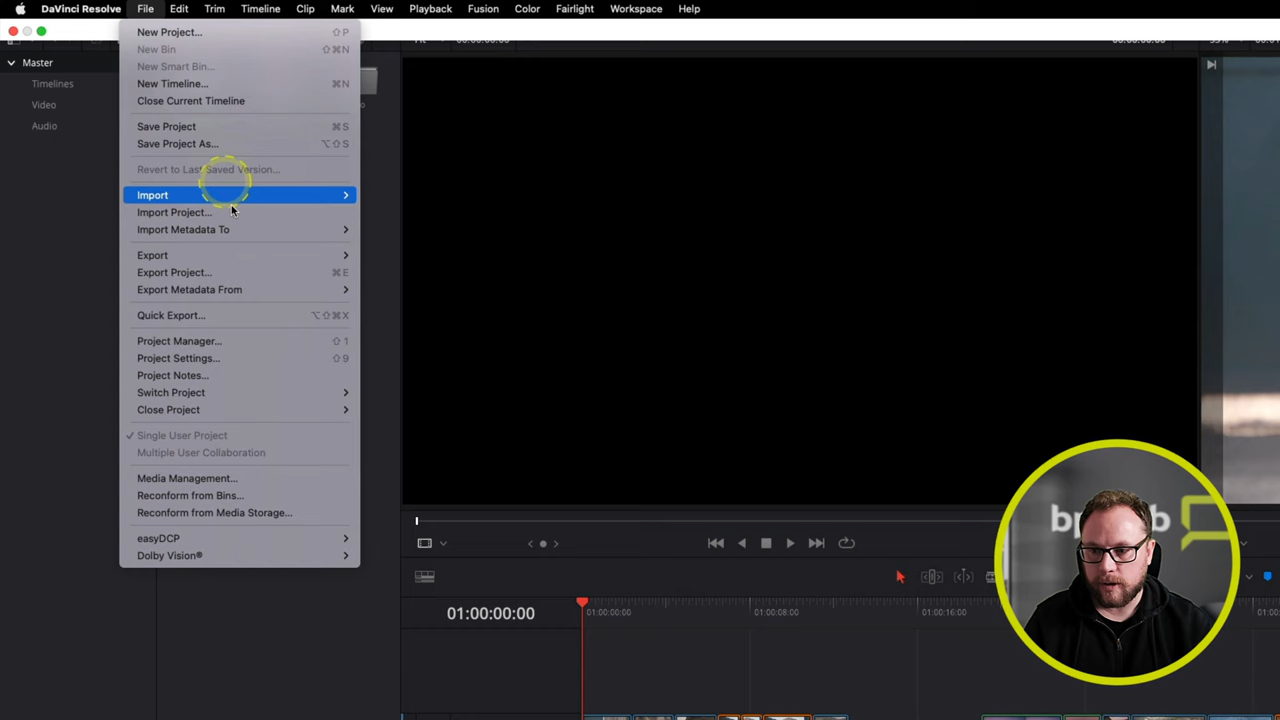 DaVinci Resolve File Edit Trim Timeline Clip Mark View Playback Fusion Color Fairlight Workspace Help
Master
Timelines
Video
Audio
New Project... ⇧ P
New Bin ⇧ ⌘ N
New Smart Bin...
New Timeline... ⌘ N
Close Current Timeline
Save Project ⌘ S
Save Project As... ⌥ ⇧ S
Revert to Last Saved Version...
Import
Import Project...
Import Metadata To
Export
Export Project... ⌘ E
Export Metadata From
Quick Export... ⌥ ⇧ ⌘ X
Project Manager... ⇧ 1
Project Settings... ⇧ 9
Project Notes...
Switch Project
Close Project
✓ Single User Project
Multiple User Collaboration
Media Management...
Reconform from Bins...
Reconform from Media Storage...
easyDCP
Dolby Vision®
01:00:00:00
01:00:00:00 01:00:08:00 01:00:16:00